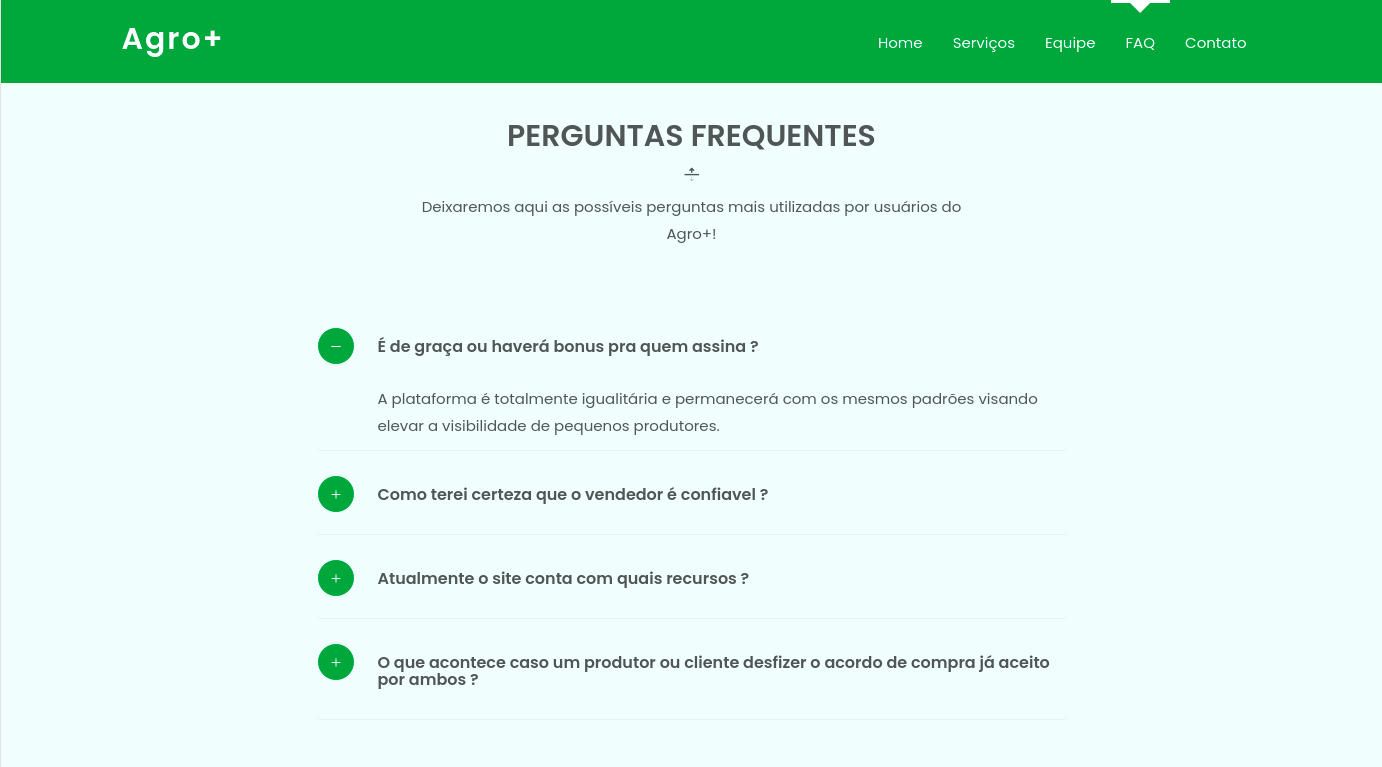 Agro+
Home Serviços Equipe FAQ Contato
PERGUNTAS FREQUENTES
Deixaremos aqui as possíveis perguntas mais utilizadas por usuários do
Agro+!
É de graça ou haverá bonus pra quem assina ?
A plataforma é totalmente igualitária e permanecerá com os mesmos padrões visando
elevar a visibilidade de pequenos produtores.
Como terei certeza que o vendedor é confiavel ?
Atualmente o site conta com quais recursos ?
O que acontece caso um produtor ou cliente desfizer o acordo de compra já aceito
por ambos ?